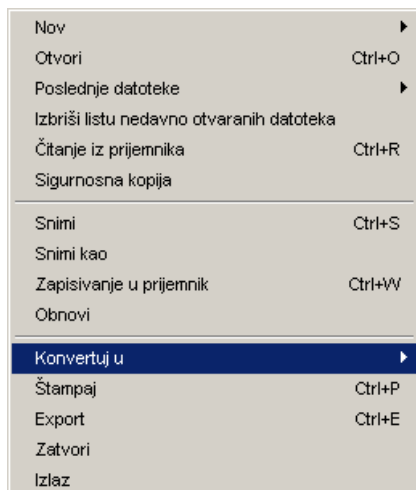 Nov
Otvori Ctrl+O
Poslednje datoteke
Izbriši listu nedavno otvaranih datoteka
Čitanje iz prijemnika Ctrl+R
Sigurnosna kopija
Snimi Ctrl+S
Snimi kao
Zapisivanje u prijemnik Ctrl+W
Obnovi
Konvertuj u
Štampaj Ctrl+P
Export Ctrl+E
Zatvori
Izlaz